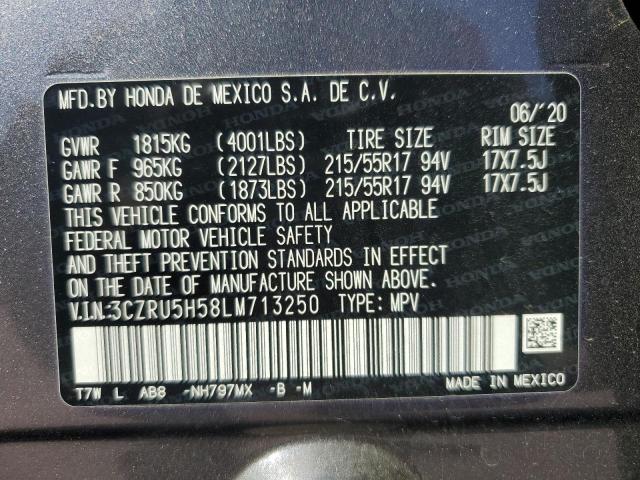 MFD.BY HONDA DE MEXICO S.A. DE C.V.
06/'20
GVWR 1815KG (4001LBS) TIRE SIZE RIM SIZE
GAWR F 965KG (2127LBS) 215/55R17 94V 17X7.5J
GAWR R 850KG (1873LBS) 215/55R17 94V 17X7.5J
THIS VEHICLE CONFORMS TO ALL APPLICABLE
FEDERAL MOTOR VEHICLE SAFETY
AND THEFT PREVENTION STANDARDS IN EFFECT
ON THE DATE OF MANUFACTURE SHOWN ABOVE.
V.I.N:3CZRU5H58LM713250 TYPE: MPV
T7W L AB8 -NH797MX -B -M MADE IN MEXICO